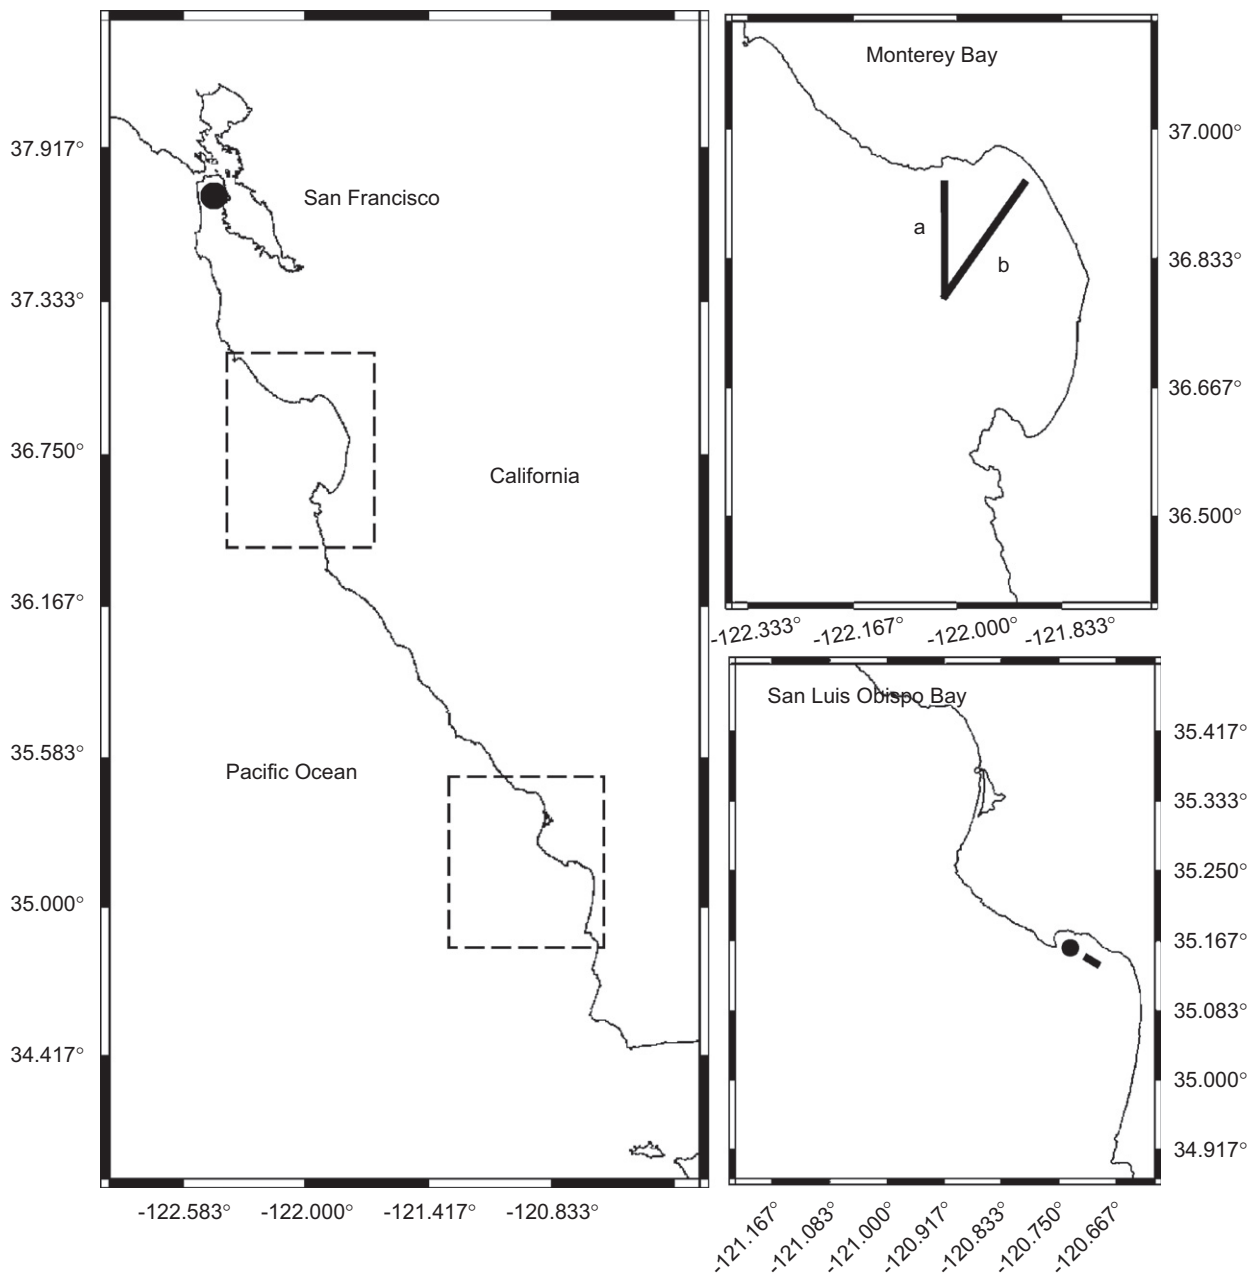 37.917°
37.333°
36.750°
36.167°
35.583°
35.000°
34.417°
San Francisco
California
Pacific Ocean
-122.583° -122.000° -121.417° -120.833°
Monterey Bay
a
b
37.000°
36.833°
36.667°
36.500°
-122.333° -122.167° -122.000° -121.833°
San Luis Obispo Bay
35.417°
35.333°
35.250°
35.167°
35.083°
35.000°
34.917°
-121.167° -121.083° -121.000° -120.917° -120.833° -120.750° -120.667°